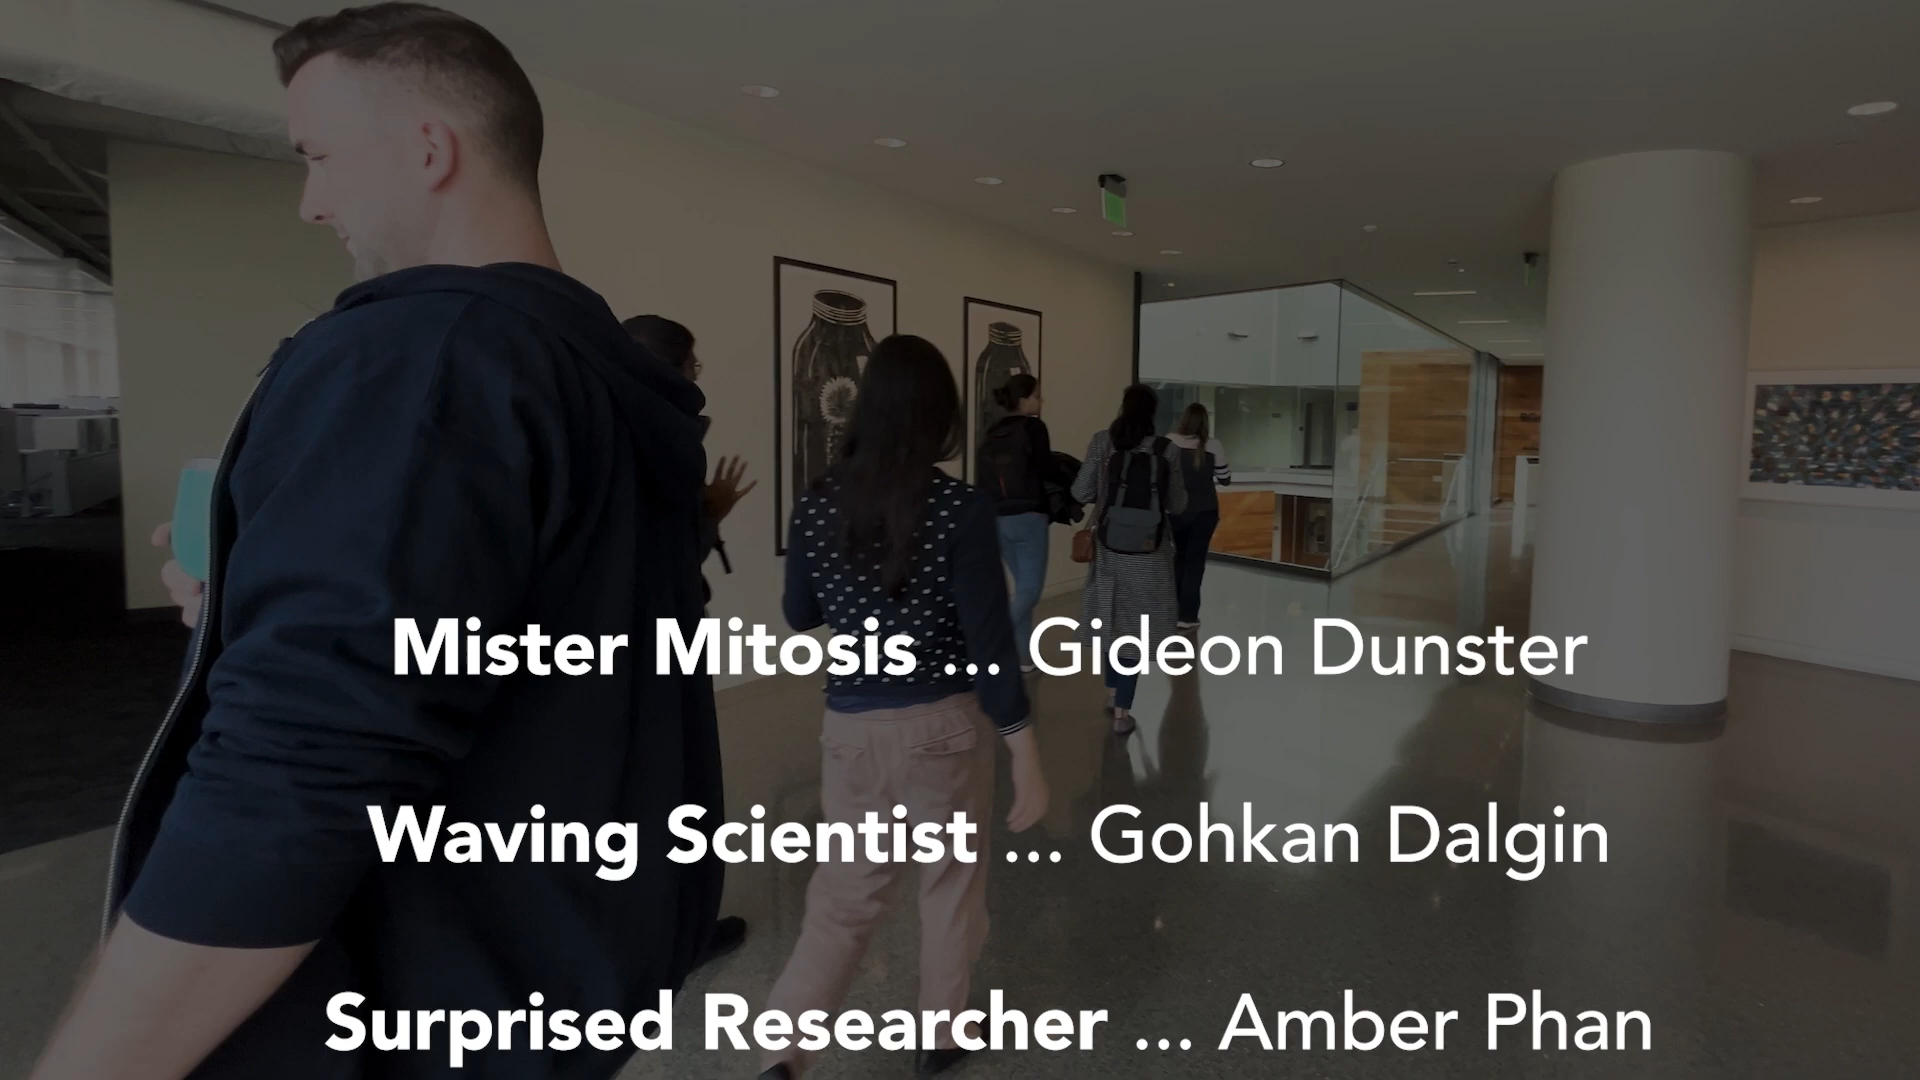 Mister Mitosis ... Gideon Dunster
Waving Scientist ... Gohkan Dalgin
Surprised Researcher ... Amber Phan